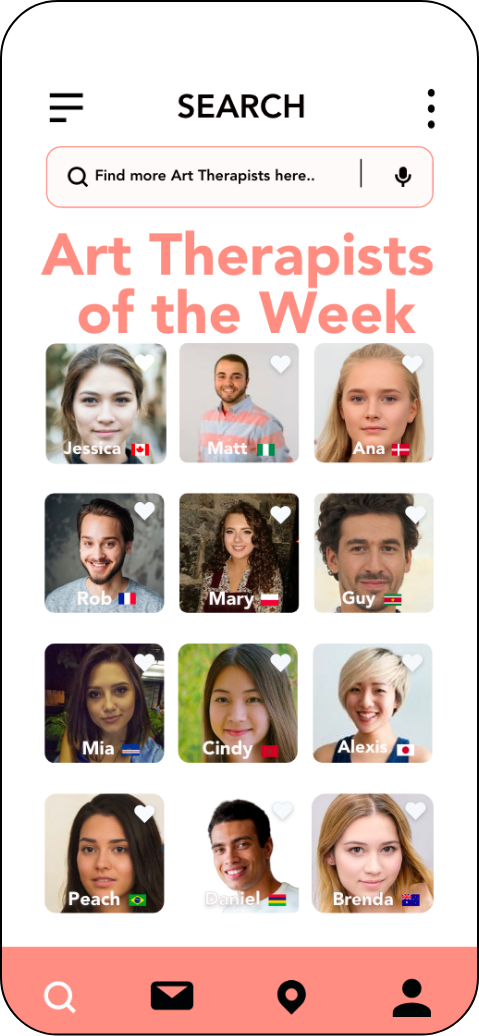 SEARCH
Find more Art Therapists here..
Art Therapists
of the Week
Jessica
Matt
Ana
Rob
Mary
Guy
Mia
Cindy
Alexis
Peach
Daniel
Brenda